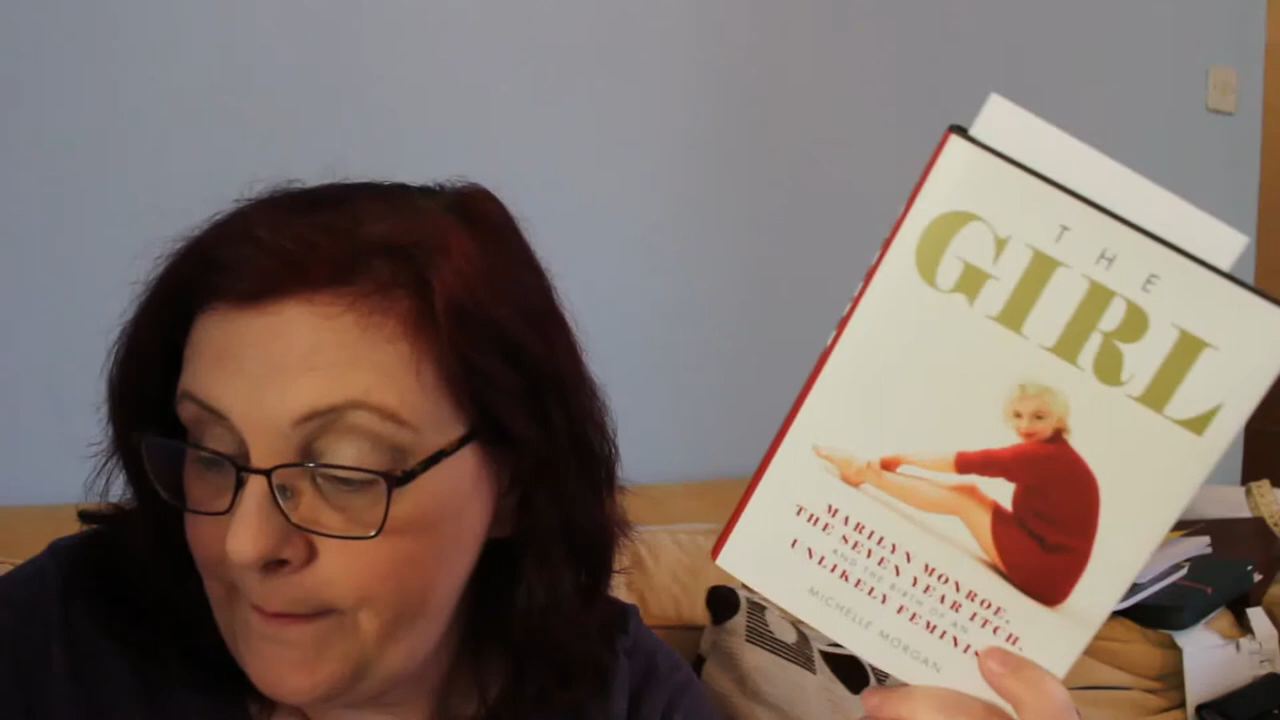 THE
GIRL
MARILYN MONROE,
THE SEVEN YEAR ITCH,
AND THE BIRTH OF AN
UNLIKELY FEMINIST
MICHELLE MORGAN